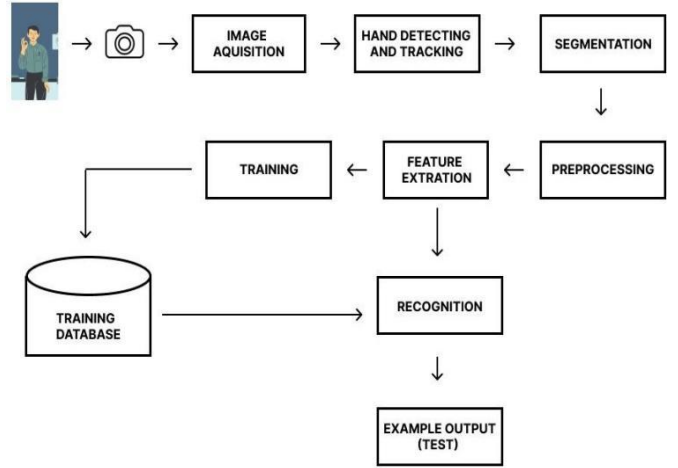 IMAGE
AQUISITION
HAND DETECTING
AND TRACKING
SEGMENTATION
TRAINING
FEATURE
EXTRATION
PREPROCESSING
TRAINING
DATABASE
RECOGNITION
EXAMPLE OUTPUT
(TEST)